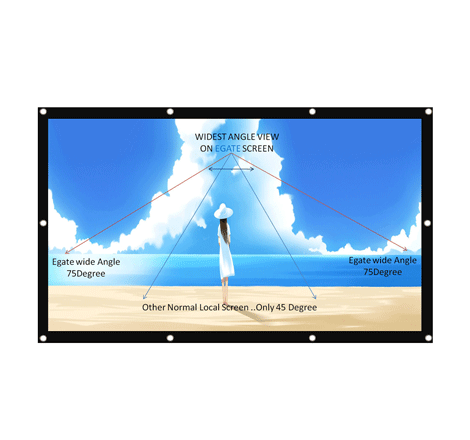 WIDEST ANGLE VIEW
ON EGATE SCREEN
Egate wide Angle
75Degree
Egate wide Angle
75Degree
Other Normal Local Screen ..Only 45 Degree